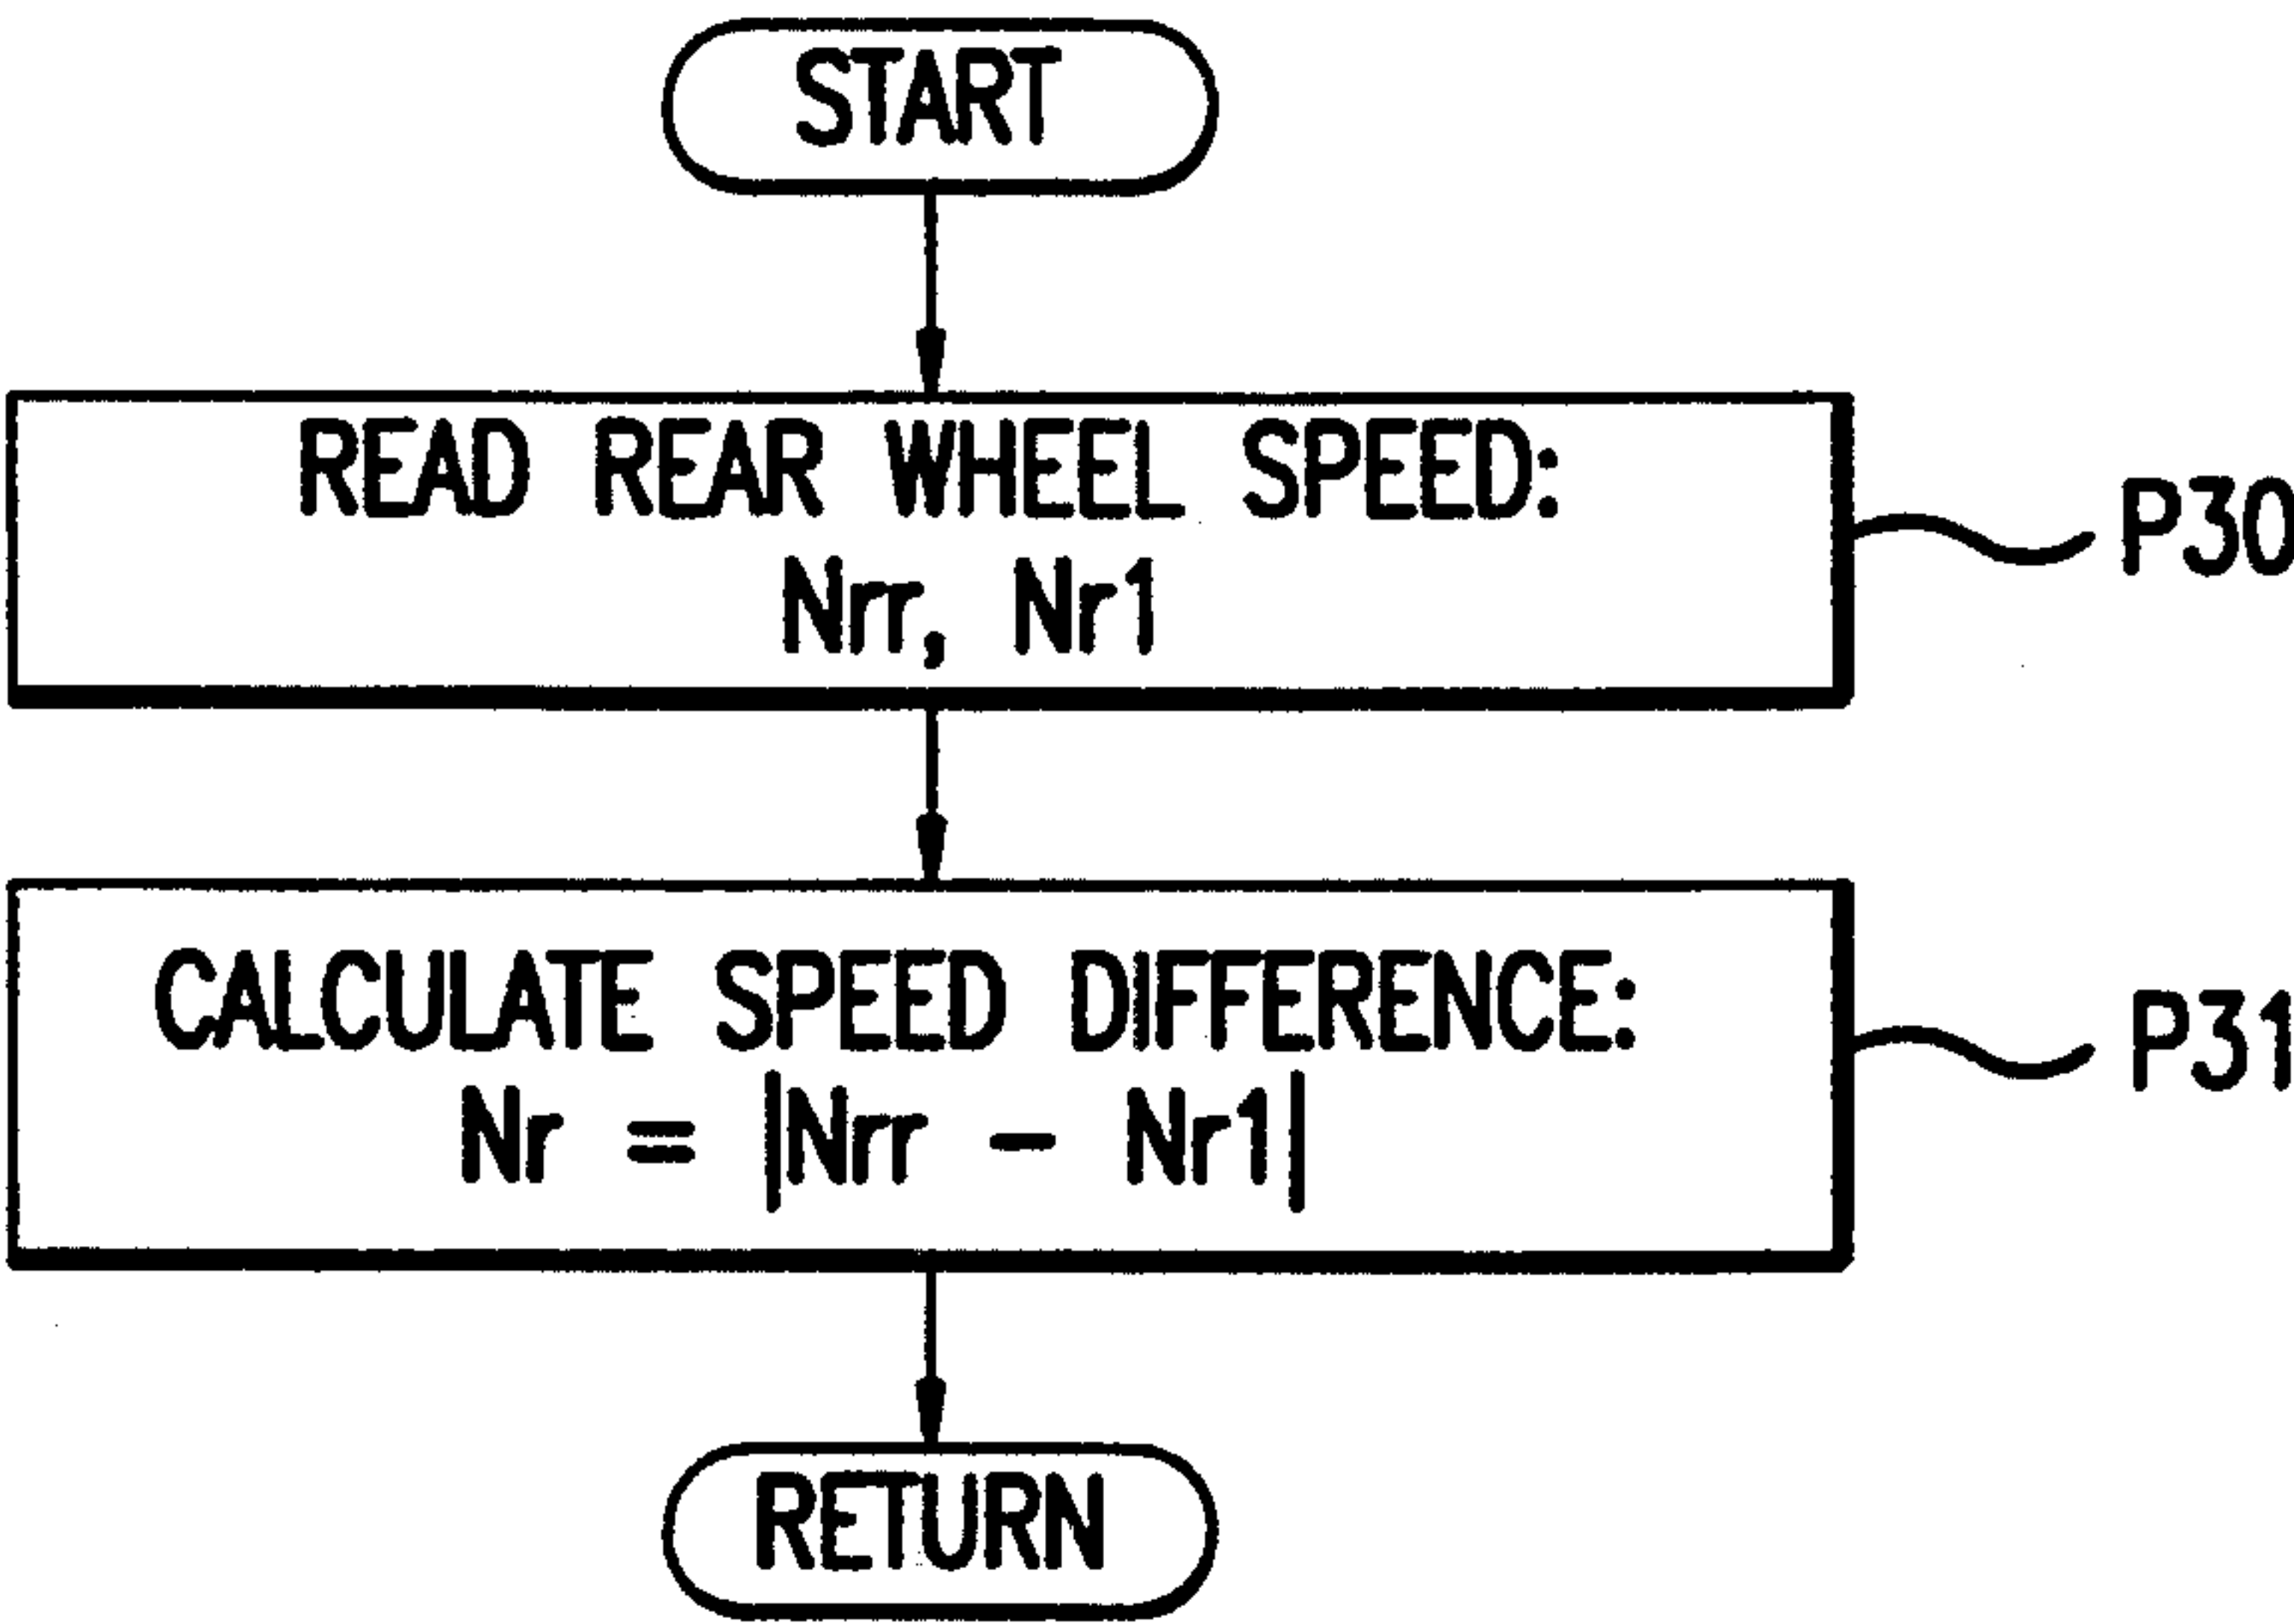 START
READ REAR WHEEL SPEED:
Nrr, Nr1
P30
CALCULATE SPEED DIFFERENCE:
Nr = |Nrr - Nr1|
P31
RETURN